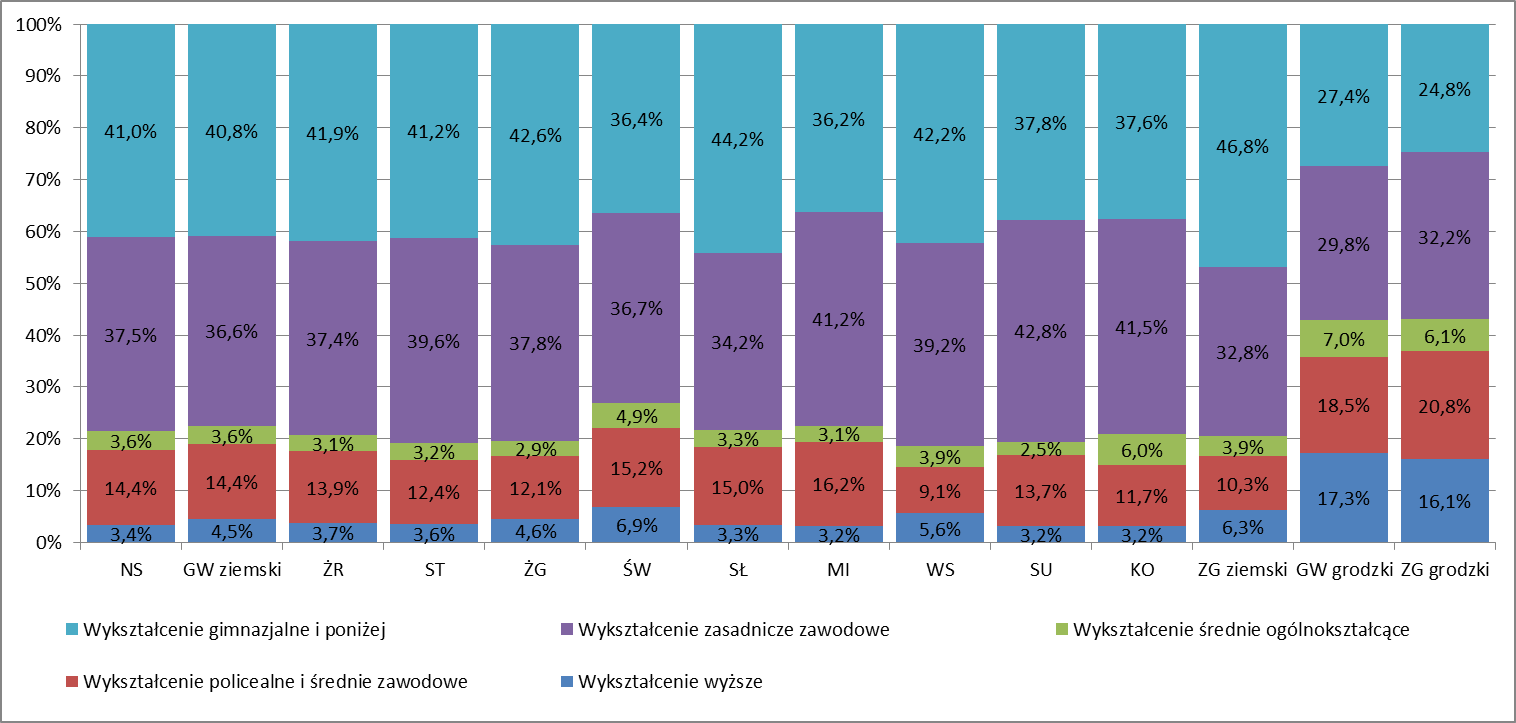 100%
90%
80%
70%
60%
50%
40%
30%
20%
10%
0%
41,0% 40,8% 41,9% 41,2% 42,6% 36,4% 44,2% 36,2% 42,2% 37,8% 37,6% 46,8% 27,4% 24,8%
37,5% 36,6% 37,4% 39,6% 37,8% 36,7% 34,2% 41,2% 39,2% 42,8% 41,5% 32,8% 29,8% 32,2%
3,6% 3,6% 3,1% 3,2% 2,9% 4,9% 3,3% 3,1% 3,9% 2,5% 6,0% 3,9% 7,0% 6,1%
14,4% 14,4% 13,9% 12,4% 12,1% 15,2% 15,0% 16,2% 9,1% 13,7% 11,7% 10,3% 18,5% 20,8%
3,4% 4,5% 3,7% 3,6% 4,6% 6,9% 3,3% 3,2% 5,6% 3,2% 3,2% 6,3% 17,3% 16,1%
NS GW ziemski ŻR ST ŻG ŚW SŁ MI WS SU KO ZG ziemski GW grodzki ZG grodzki
Wykształcenie gimnazjalne i poniżej Wykształcenie zasadnicze zawodowe Wykształcenie średnie ogólnokształcące
Wykształcenie policealne i średnie zawodowe Wykształcenie wyższe